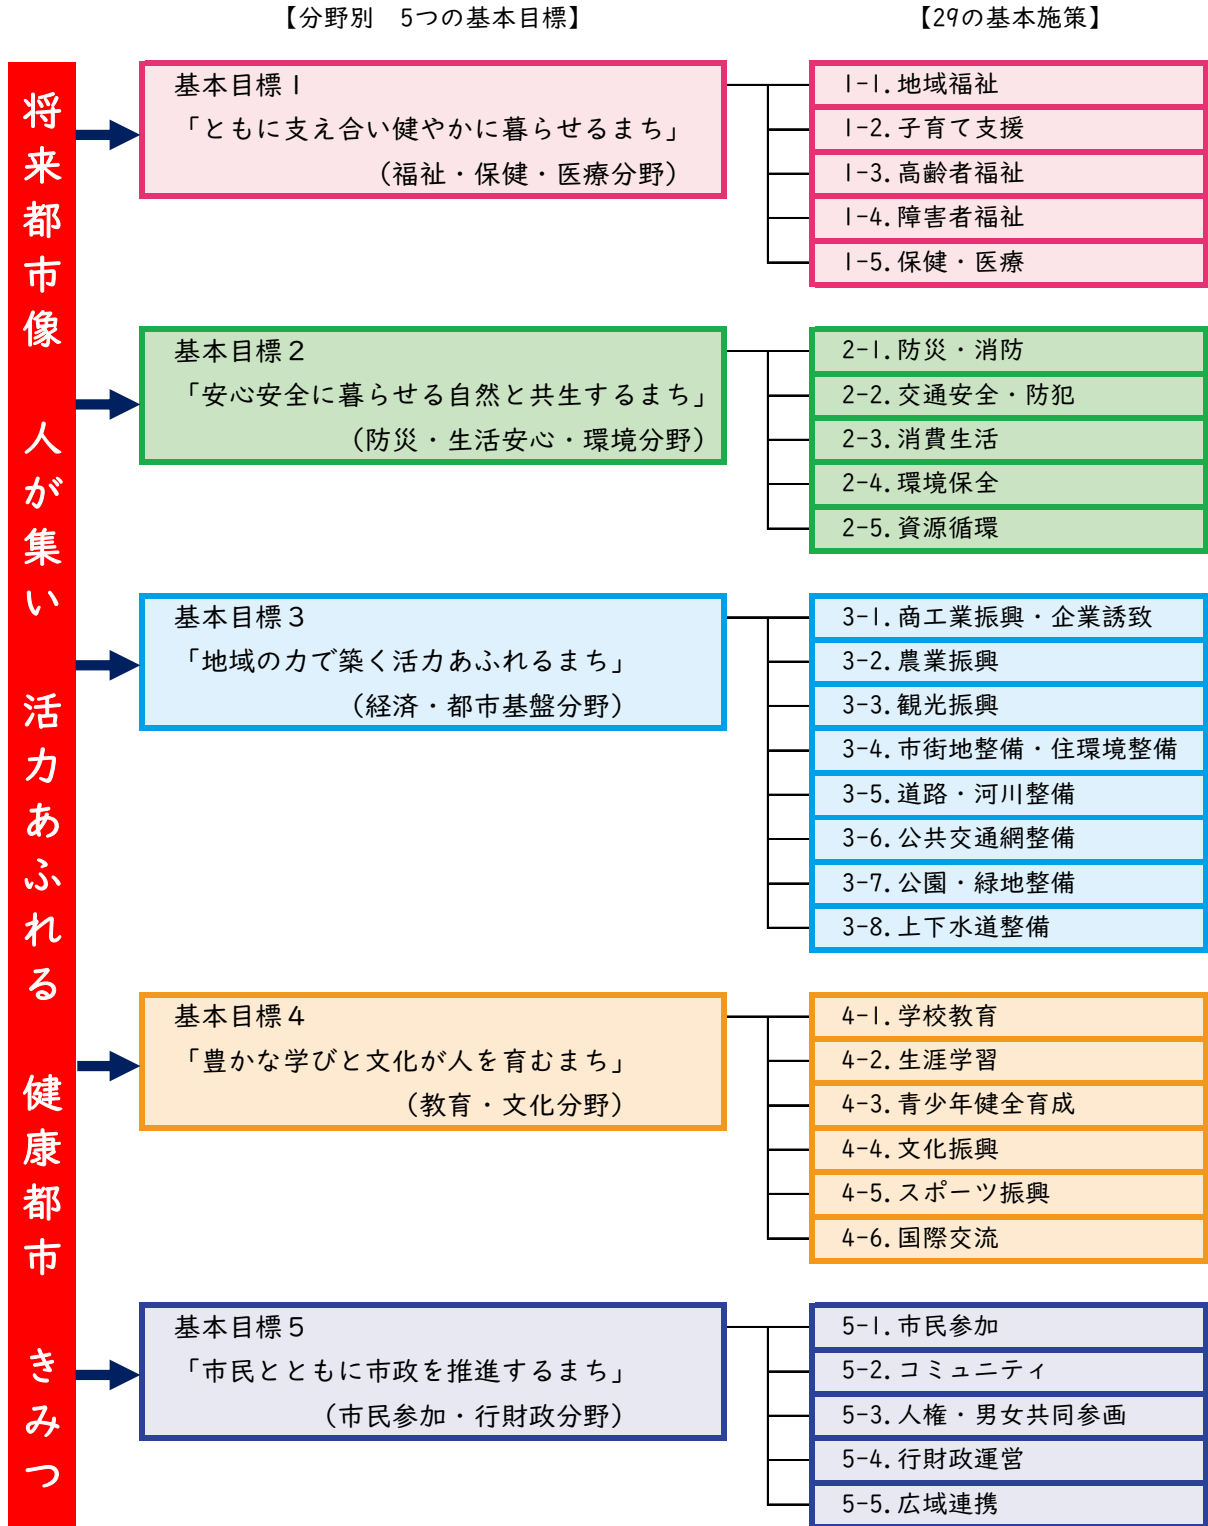 【分野別　5つの基本目標】
【29の基本施策】
将来都市像　人が集い　活力あふれる　健康都市　きみつ
基本目標1
「ともに支え合い健やかに暮らせるまち」
（福祉・保健・医療分野）
1-1.地域福祉
1-2.子育て支援
1-3.高齢者福祉
1-4.障害者福祉
1-5.保健・医療
基本目標２
「安心安全に暮らせる自然と共生するまち」
（防災・生活安心・環境分野）
2-1.防災・消防
2-2.交通安全・防犯
2-3.消費生活
2-4.環境保全
2-5.資源循環
基本目標３
「地域の力で築く活力あふれるまち」
（経済・都市基盤分野）
3-1.商工業振興・企業誘致
3-2.農業振興
3-3.観光振興
3-4.市街地整備・住環境整備
3-5.道路・河川整備
3-6.公共交通網整備
3-7.公園・緑地整備
3-8.上下水道整備
基本目標４
「豊かな学びと文化が人を育むまち」
（教育・文化分野）
4-1.学校教育
4-2.生涯学習
4-3.青少年健全育成
4-4.文化振興
4-5.スポーツ振興
4-6.国際交流
基本目標５
「市民とともに市政を推進するまち」
（市民参加・行財政分野）
5-1.市民参加
5-2.コミュニティ
5-3.人権・男女共同参画
5-4.行財政運営
5-5.広域連携